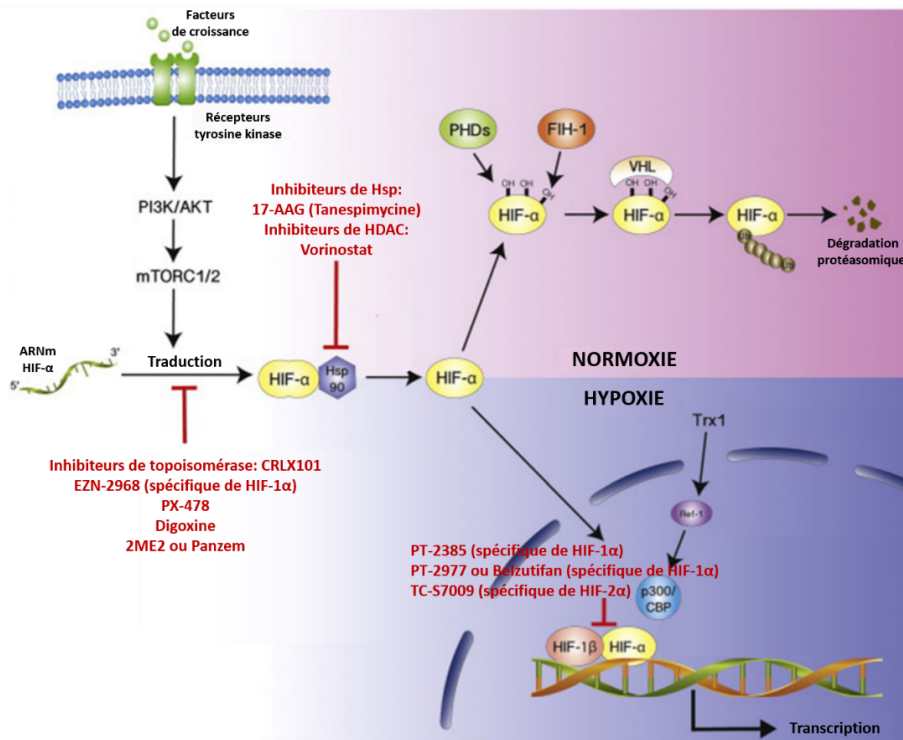 Facteurs
de croissance
Récepteurs
tyrosine kinase
PI3K/AKT
mTORC1/2
ARNm
HIF-α
5'
3'
Traduction
HIF-α
Hsp
90
HIF-α
Inhibiteurs de Hsp:
17-AAG (Tanespimycine)
Inhibiteurs de HDAC:
Vorinostat
Inhibiteurs de topoisomérase: CRLX101
EZN-2968 (spécifique de HIF-1α)
PX-478
Digoxine
2ME2 ou Panzem
PHDs
FIH-1
OH
OH
OH
HIF-α
VHL
OH
OH
OH
HIF-α
HIF-α
Ub
Ub
Dégradation
protéasomique
NORMOXIE
HYPOXIE
Trx1
Ref-1
p300/
CBP
PT-2385 (spécifique de HIF-1α)
PT-2977 ou Belzutifan (spécifique de HIF-1α)
TC-S7009 (spécifique de HIF-2α)
HIF-1β
HIF-α
Transcription